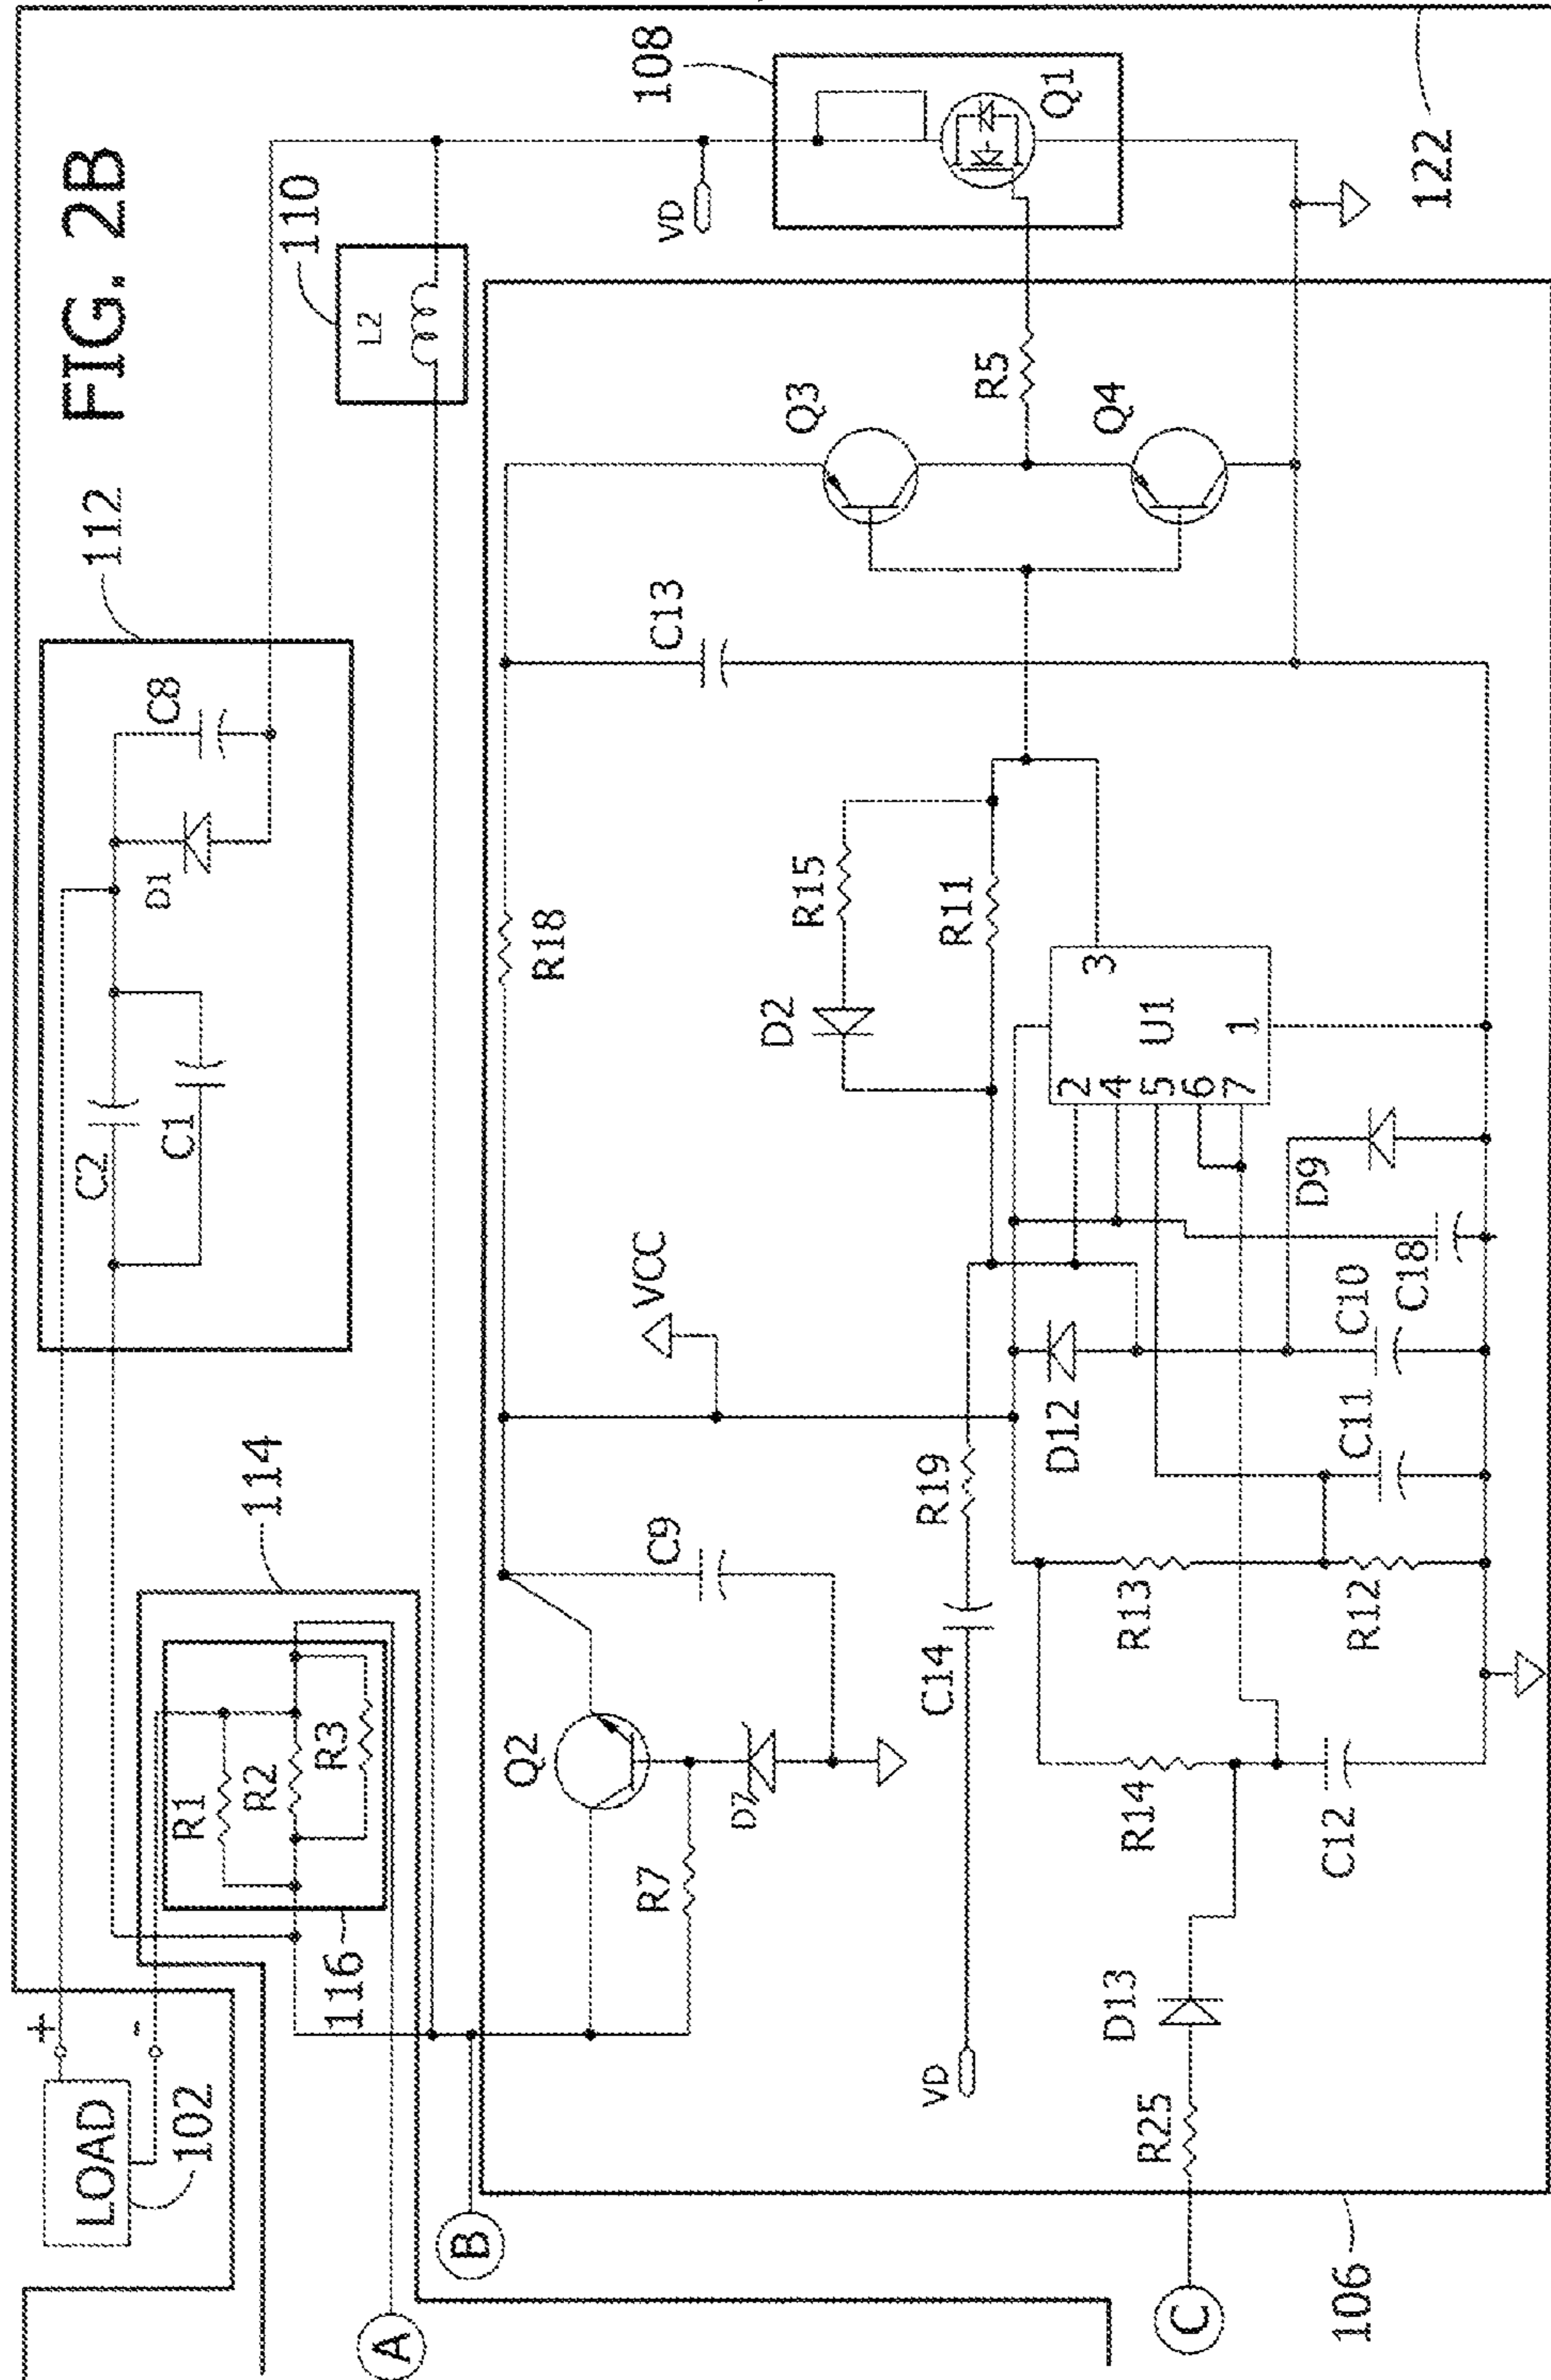 FIG. 2B
LOAD
+
-
102
112
C2
C1
D1
C8
114
116
R1
R2
R3
110
L2
108
VD
Q1
122
A
B
C
106
Q2
R7
D7
C9
VCC
R18
C13
Q3
Q4
R5
VD
C14
R19
D2
R15
R11
U1
1
2
3
4
5
6
7
D12
D9
C10
C18
C11
R13
R12
R14
C12
D13
R25